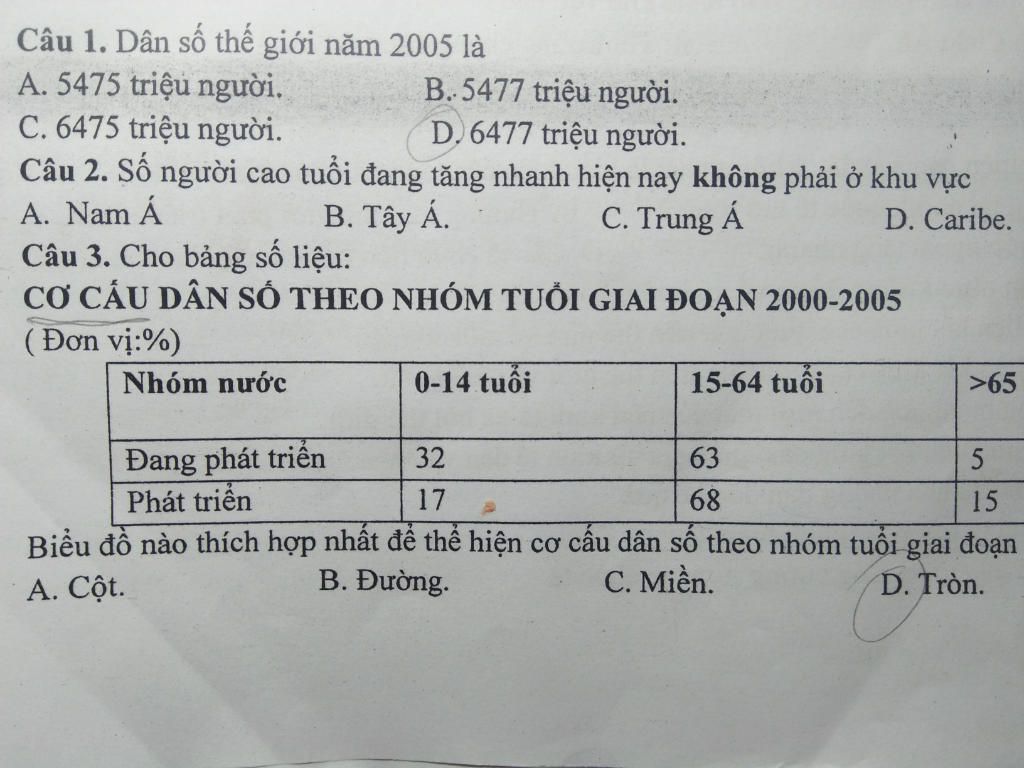 Câu 1. Dân số thế giới năm 2005 là
A. 5475 triệu người. B. 5477 triệu người.
C. 6475 triệu người. D. 6477 triệu người.
Câu 2. Số người cao tuổi đang tăng nhanh hiện nay không phải ở khu vực
A. Nam Á B. Tây Á. C. Trung Á D. Caribe.
Câu 3. Cho bảng số liệu:
CƠ CẤU DÂN SỐ THEO NHÓM TUỔI GIAI ĐOẠN 2000-2005
( Đơn vị:%)
Nhóm nước 0-14 tuổi 15-64 tuổi >65
Đang phát triển 32 63 5
Phát triển 17 68 15
Biểu đồ nào thích hợp nhất để thể hiện cơ cấu dân số theo nhóm tuổi giai đoạn
A. Cột. B. Đường. C. Miền. D. Tròn.